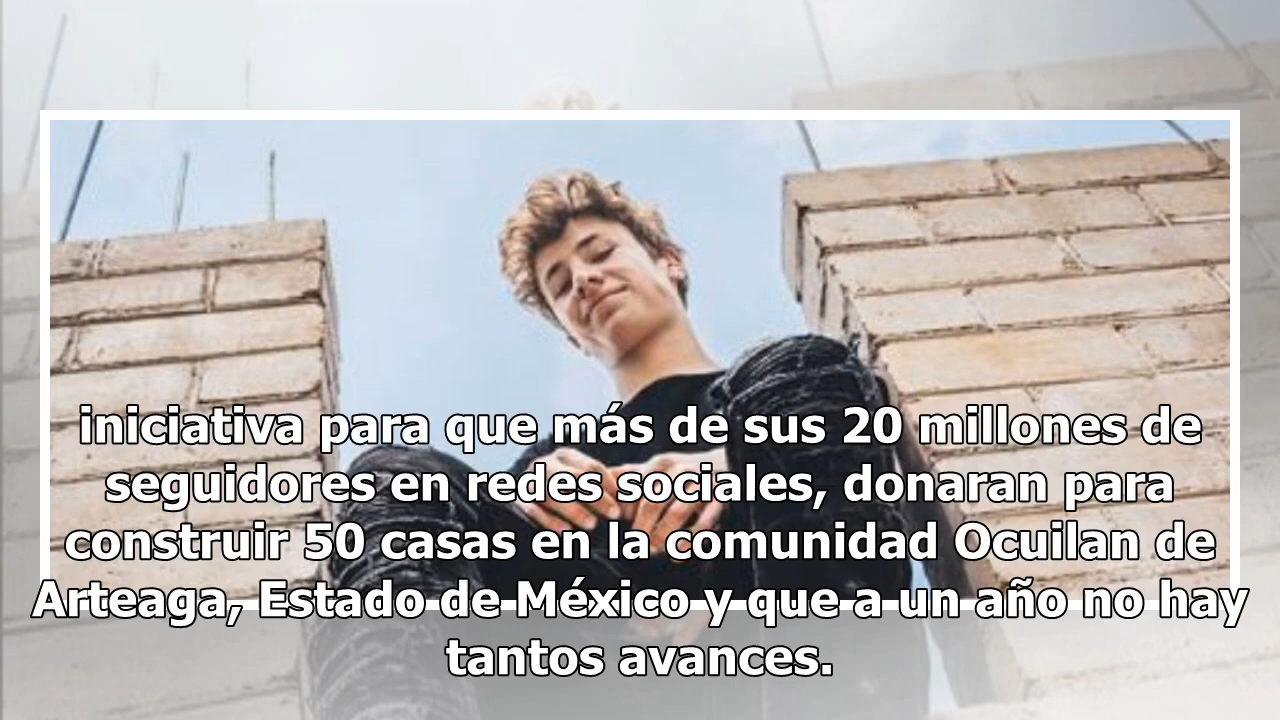 iniciativa para que más de sus 20 millones de
seguidores en redes sociales, donaran para
construir 50 casas en la comunidad Ocuilan de
Arteaga, Estado de México y que a un año no hay
tantos avances.